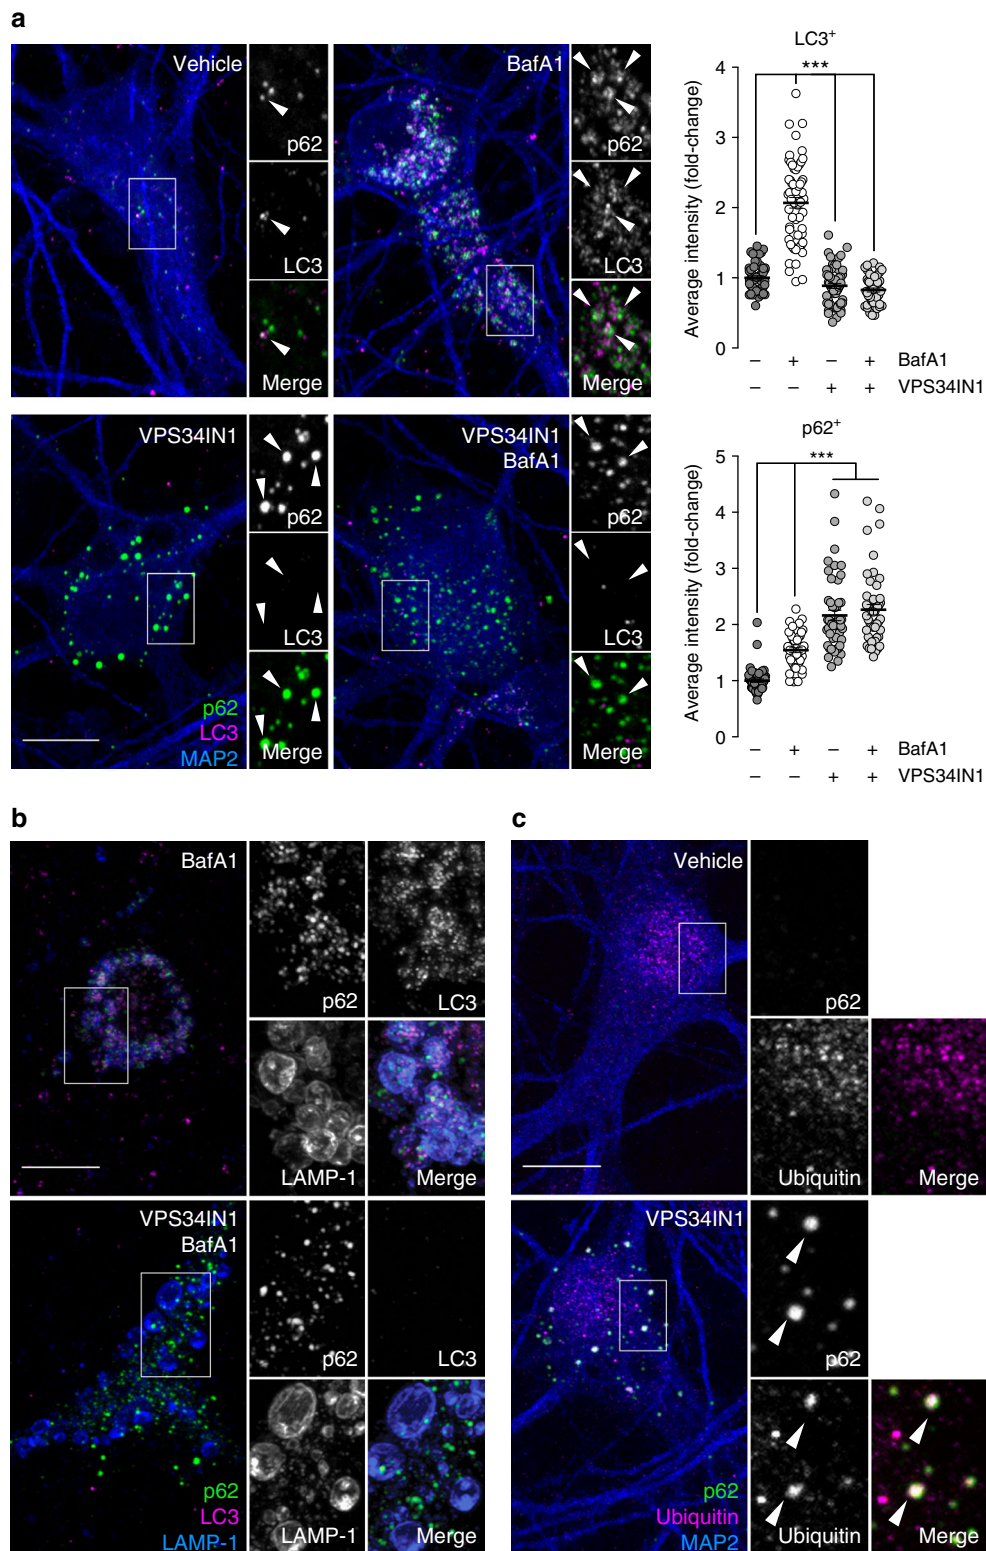 a
Vehicle
p62
LC3
Merge
BafA1
p62
LC3
Merge
LC3+
***
Average intensity (fold-change)
4
3
2
1
0
– + – + BafA1
– – + + VPS34IN1
VPS34IN1
p62
LC3
MAP2
p62
LC3
Merge
VPS34IN1
BafA1
p62
LC3
Merge
p62+
***
Average intensity (fold-change)
5
4
3
2
1
0
– + – + BafA1
– – + + VPS34IN1
b
BafA1
p62
LC3
LAMP-1
Merge
VPS34IN1
BafA1
p62
LC3
LAMP-1
p62
LC3
LAMP-1
Merge
c
Vehicle
p62
Ubiquitin
Merge
VPS34IN1
p62
Ubiquitin
MAP2
p62
Ubiquitin
Merge